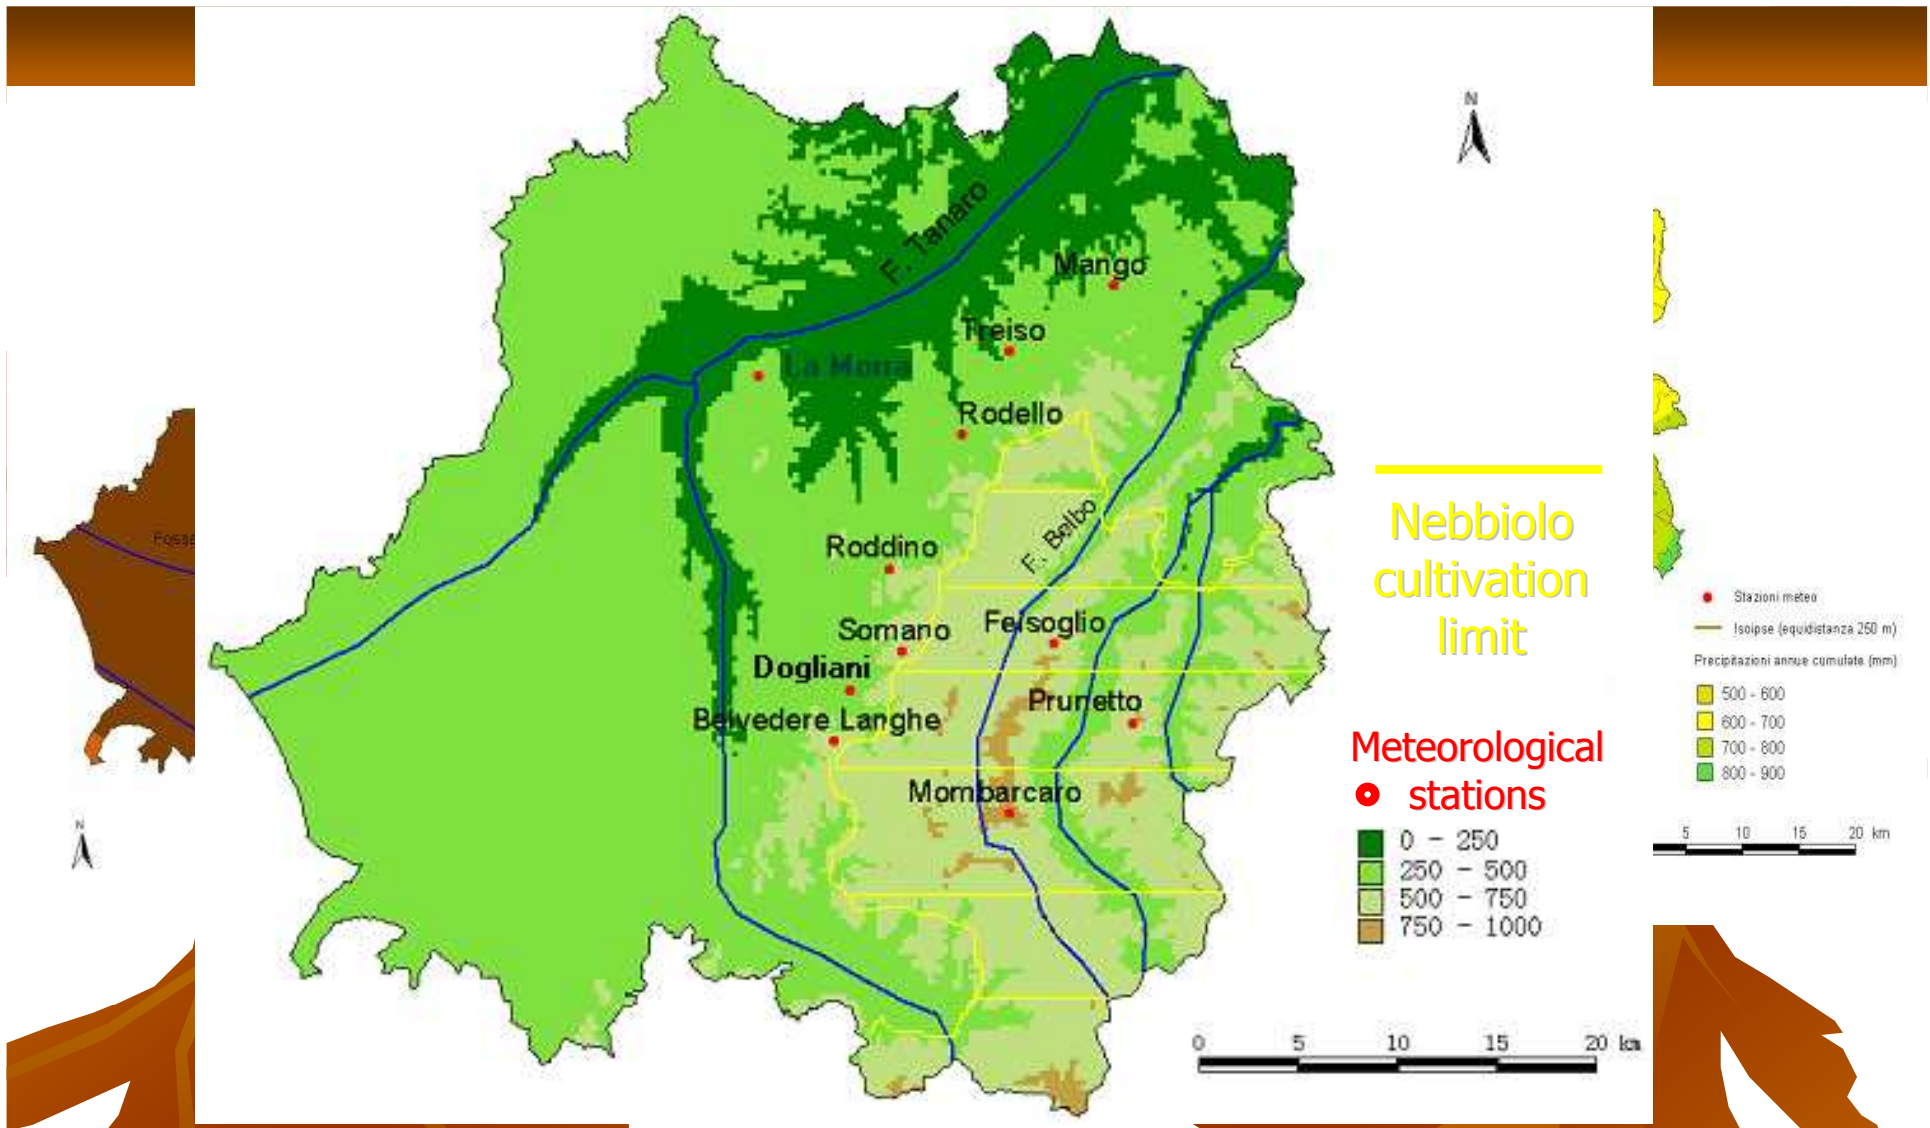 N
F. Tanaro
Mango
Treiso
La Morra
Rodello
F. Belbo
Roddino
Somano
Feisoglio
Dogliani
Prunetto
Belvedere Langhe
Mombarcaro
Nebbiolo
cultivation
limit
Meteorological
stations
0 - 250
250 - 500
500 - 750
750 - 1000
0 5 10 15 20 km
N
Stazioni meteo
Isoipse (equidistanza 250 m)
Precipitazioni annue cumulate (mm)
500 - 600
600 - 700
700 - 800
800 - 900
5 10 15 20 km